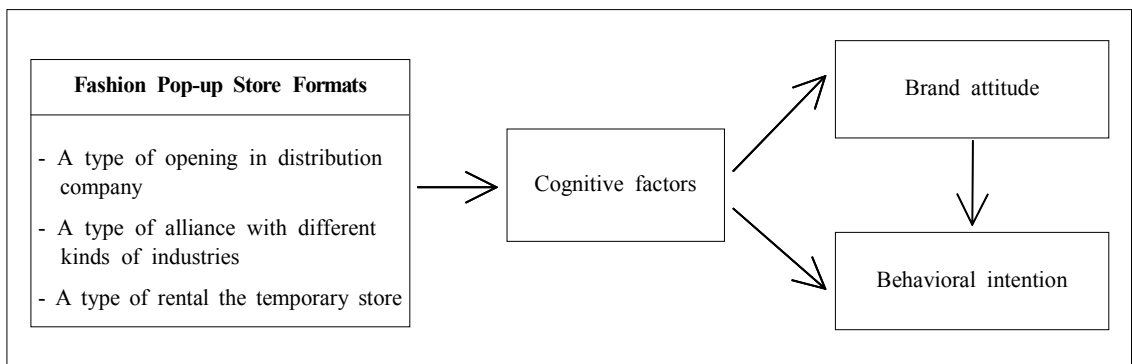 Fashion Pop-up Store Formats
- A type of opening in distribution
company
- A type of alliance with different
kinds of industries
- A type of rental the temporary store
Cognitive factors
Brand attitude
Behavioral intention